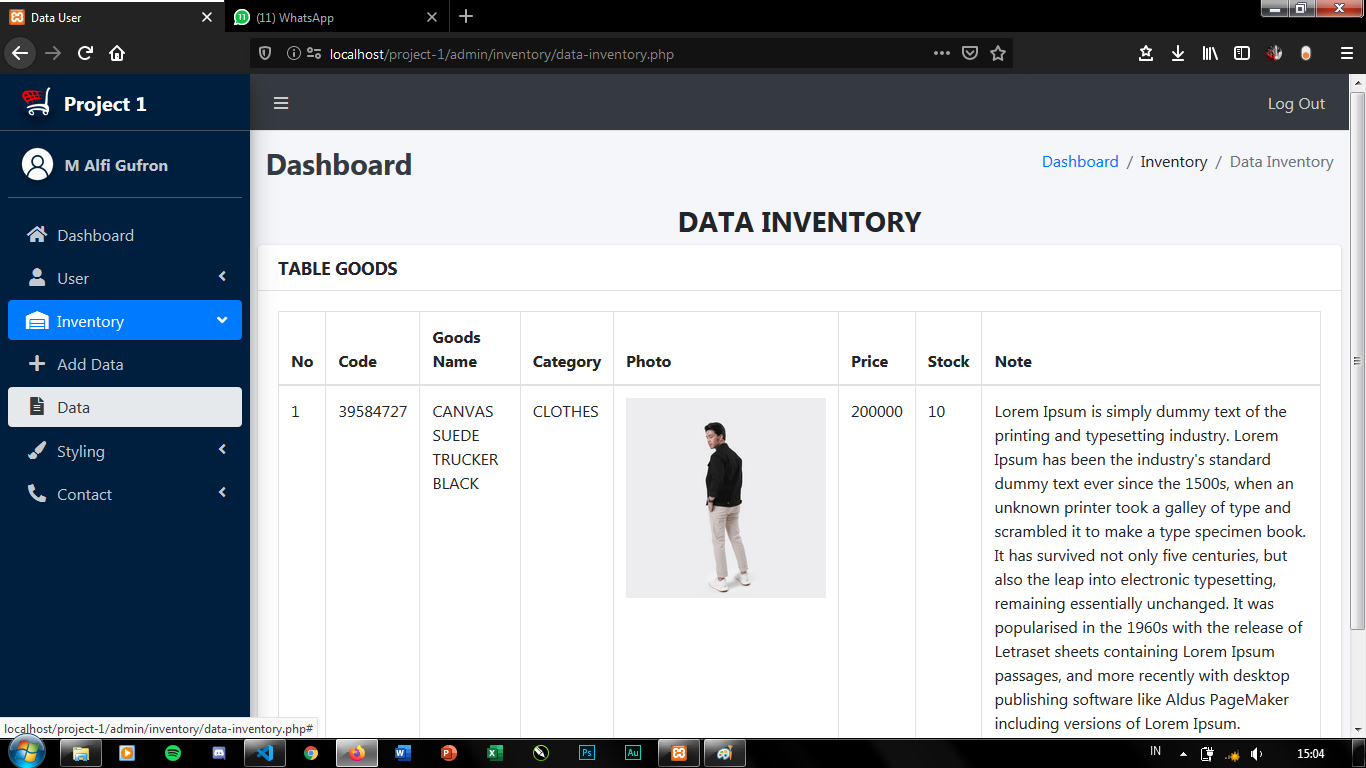 Data User
11
(11) WhatsApp
localhost/project-1/admin/inventory/data-inventory.php
Project 1
Log Out
M Alfi Gufron
Dashboard
Dashboard / Inventory / Data Inventory
Dashboard
User
Inventory
Add Data
Data
Styling
Contact
DATA INVENTORY
TABLE GOODS
No
Code
Goods
Name
Category
Photo
Price
Stock
Note
1
39584727
CANVAS
SUEDE
TRUCKER
BLACK
CLOTHES
200000
10
Lorem Ipsum is simply dummy text of the
printing and typesetting industry. Lorem
Ipsum has been the industry's standard
dummy text ever since the 1500s, when an
unknown printer took a galley of type and
scrambled it to make a type specimen book.
It has survived not only five centuries, but
also the leap into electronic typesetting,
remaining essentially unchanged. It was
popularised in the 1960s with the release of
Letraset sheets containing Lorem Ipsum
passages, and more recently with desktop
publishing software like Aldus PageMaker
including versions of Lorem Ipsum.
localhost/project-1/admin/inventory/data-inventory.php#
W
P
X
Ps
Au
IN
15:04